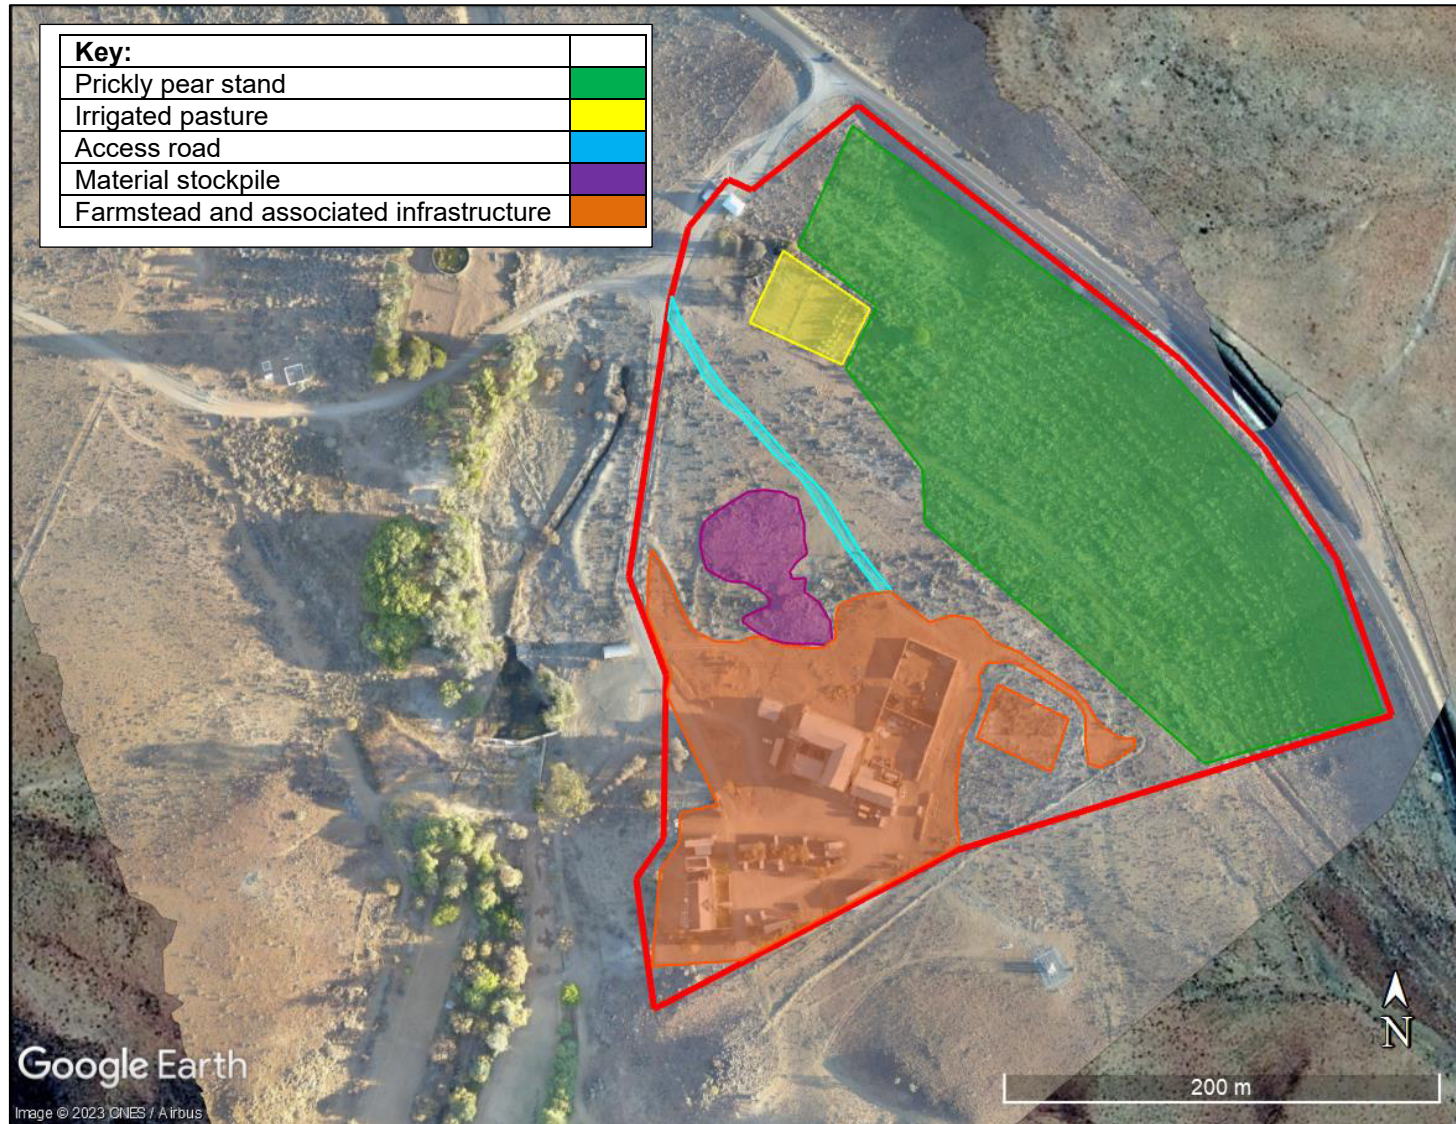 Key:
Prickly pear stand
Irrigated pasture
Access road
Material stockpile
Farmstead and associated infrastructure
N
Google Earth
200 m
Image © 2023 CNES / Airbus